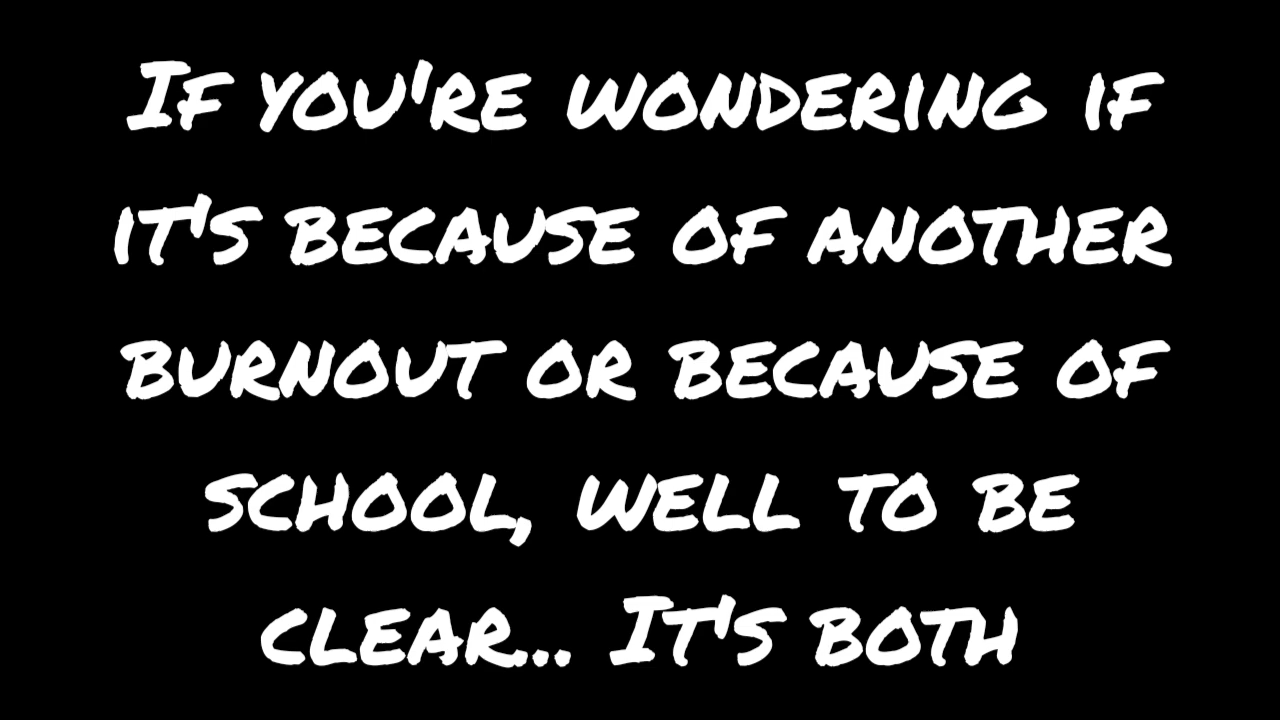 If you're wondering if
it's because of another
burnout or because of
school, well to be
clear... It's both